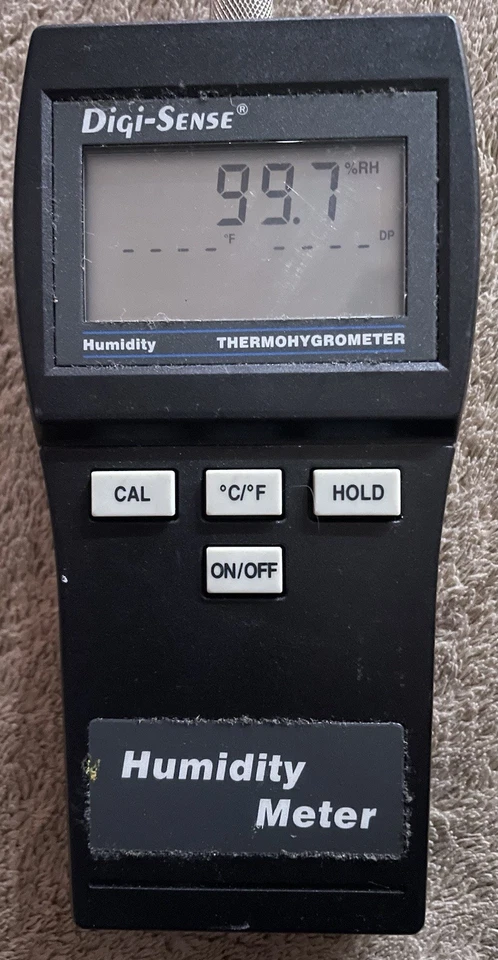 Digi-Sense®
99.7 %RH
---- °F ----- DP
Humidity THERMOHYGROMETER
CAL °C/°F HOLD
ON/OFF
Humidity
Meter